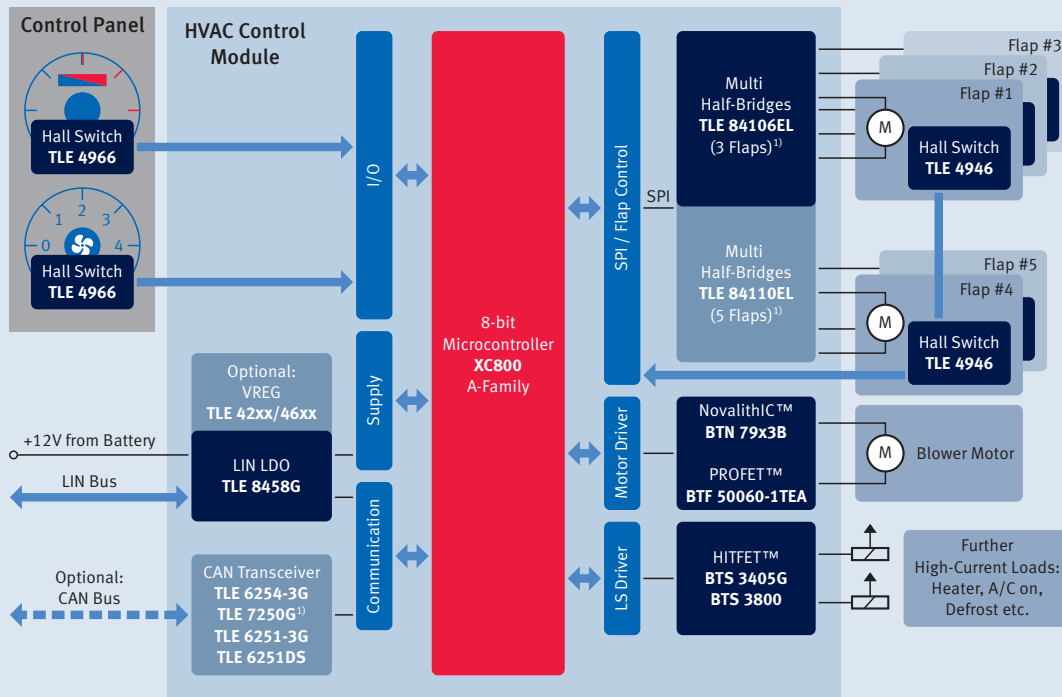 Control Panel
Hall Switch
TLE 4966
0
1
2
3
4
Hall Switch
TLE 4966
HVAC Control
Module
I/O
Supply
Communication
Optional:
VREG
TLE 42xx/46xx
LIN LDO
TLE 8458G
+12V from Battery
LIN Bus
Optional:
CAN Bus
CAN Transceiver
TLE 6254-3G
TLE 7250G1)
TLE 6251-3G
TLE 6251DS
8-bit
Microcontroller
XC800
A-Family
SPI / Flap Control
Motor Driver
LS Driver
SPI
Multi
Half-Bridges
TLE 84106EL
(3 Flaps)1)
Multi
Half-Bridges
TLE 84110EL
(5 Flaps)1)
NovalithIC™
BTN 79x3B
PROFET™
BTF 50060-1TEA
HITFET™
BTS 3405G
BTS 3800
Flap #3
Flap #2
Flap #1
M
Hall Switch
TLE 4946
Flap #5
Flap #4
M
Hall Switch
TLE 4946
M
Blower Motor
Further
High-Current Loads:
Heater, A/C on,
Defrost etc.